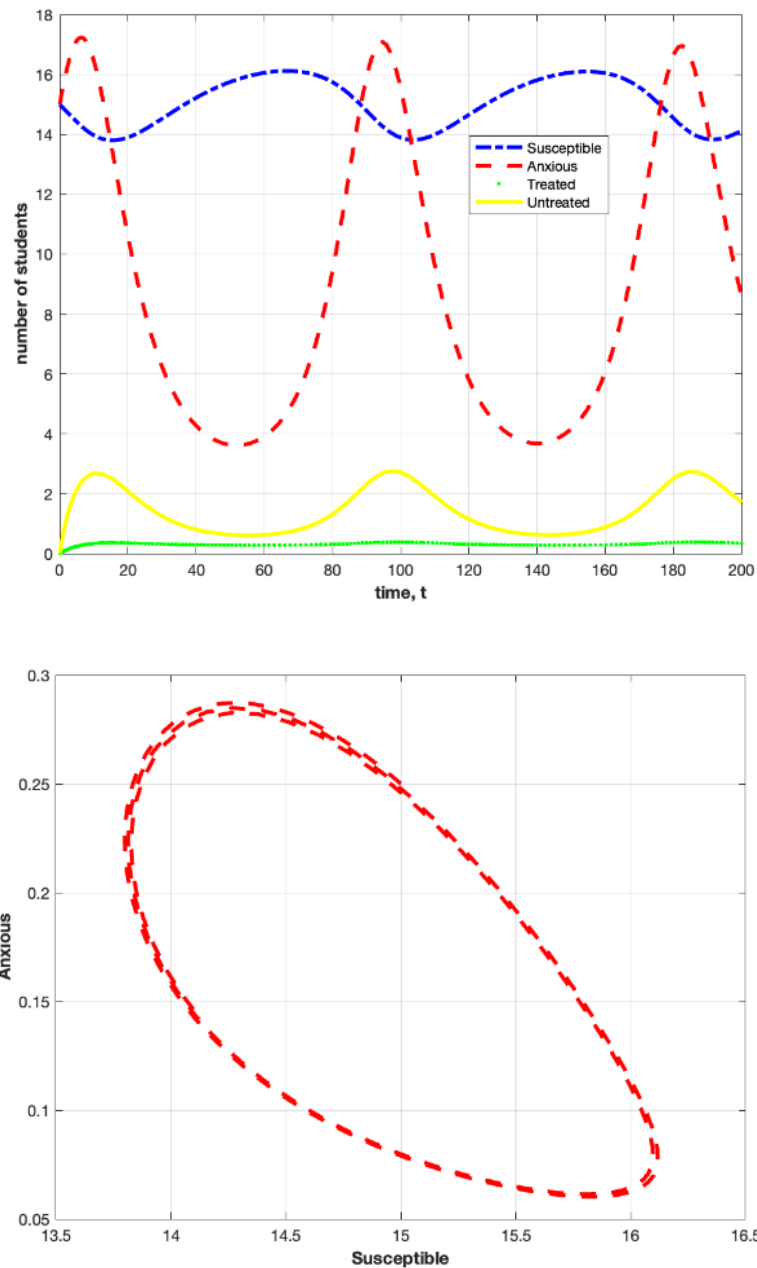 18
16
14
12
10
8
6
4
2
0
number of students
Susceptible
Anxious
Treated
Untreated
0 20 40 60 80 100 120 140 160 180 200
time, t
0.3
0.25
0.2
0.15
0.1
0.05
Anxious
13.5 14 14.5 15 15.5 16 16.5
Susceptible